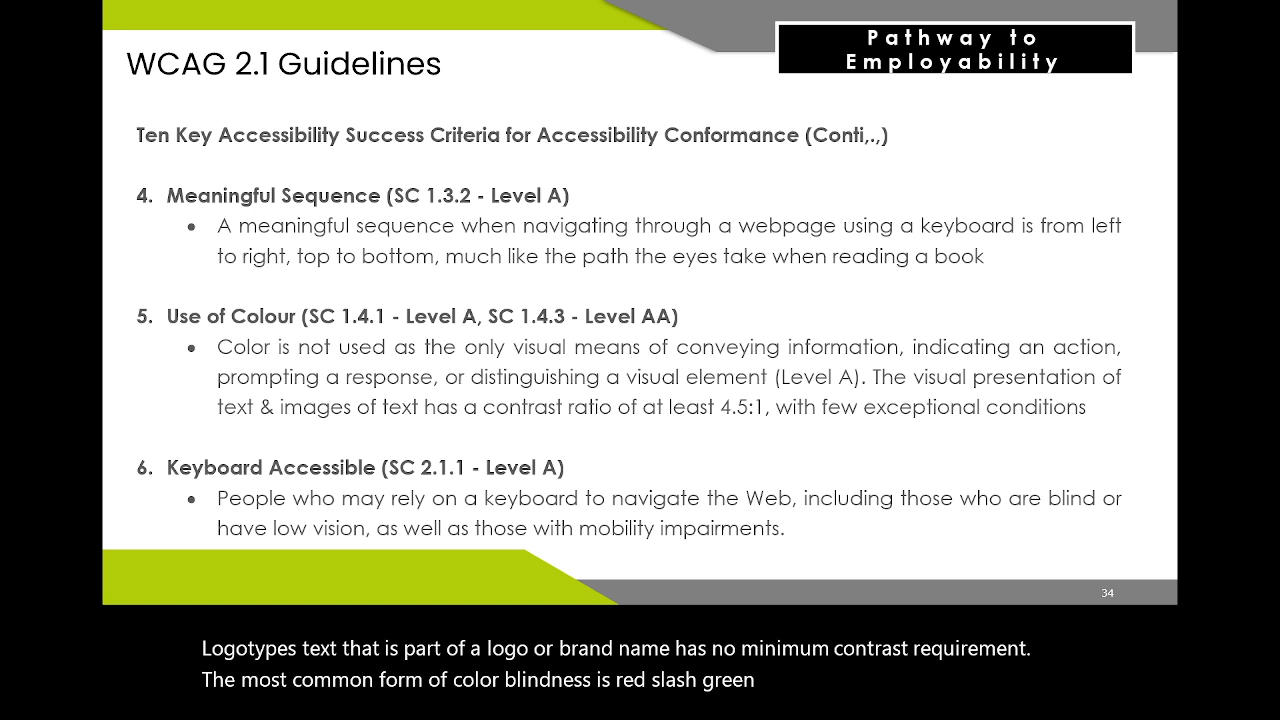 Pathway to
Employability
WCAG 2.1 Guidelines
Ten Key Accessibility Success Criteria for Accessibility Conformance (Conti,.,)
4. Meaningful Sequence (SC 1.3.2 - Level A)
• A meaningful sequence when navigating through a webpage using a keyboard is from left
to right, top to bottom, much like the path the eyes take when reading a book
5. Use of Colour (SC 1.4.1 - Level A, SC 1.4.3 - Level AA)
• Color is not used as the only visual means of conveying information, indicating an action,
prompting a response, or distinguishing a visual element (Level A). The visual presentation of
text & images of text has a contrast ratio of at least 4.5:1, with few exceptional conditions
6. Keyboard Accessible (SC 2.1.1 - Level A)
• People who may rely on a keyboard to navigate the Web, including those who are blind or
have low vision, as well as those with mobility impairments.
34
Logotypes text that is part of a logo or brand name has no minimum contrast requirement.
The most common form of color blindness is red slash green